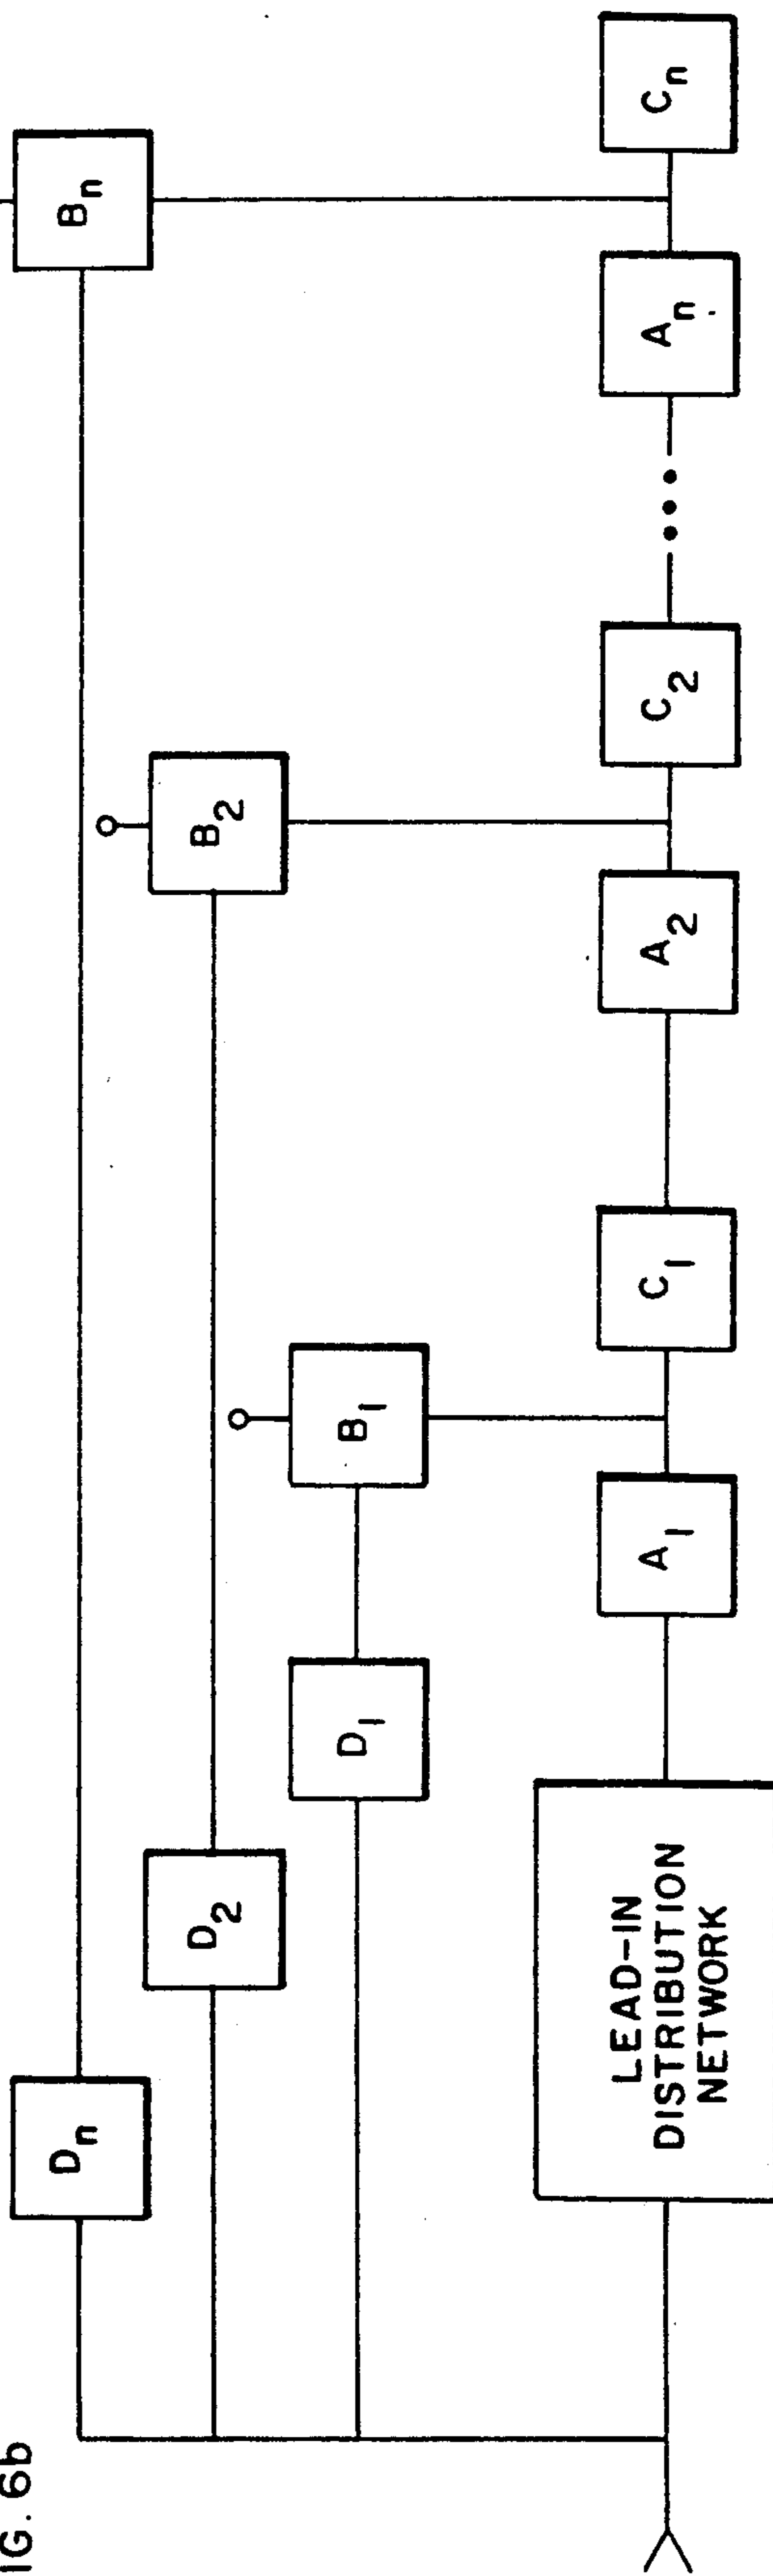 IG. 6b
Dn
Bn
D2
B2
D1
B1
LEAD-IN
DISTRIBUTION
NETWORK
A1
C1
A2
C2
An
Cn